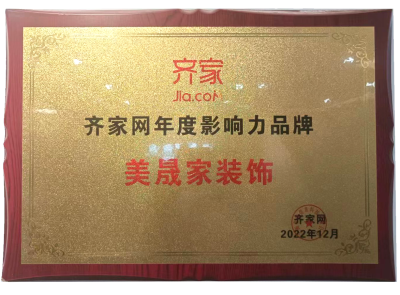 齐家
Jia.com
齐家网年度影响力品牌
美晟家装饰
齐家网
2022年12月